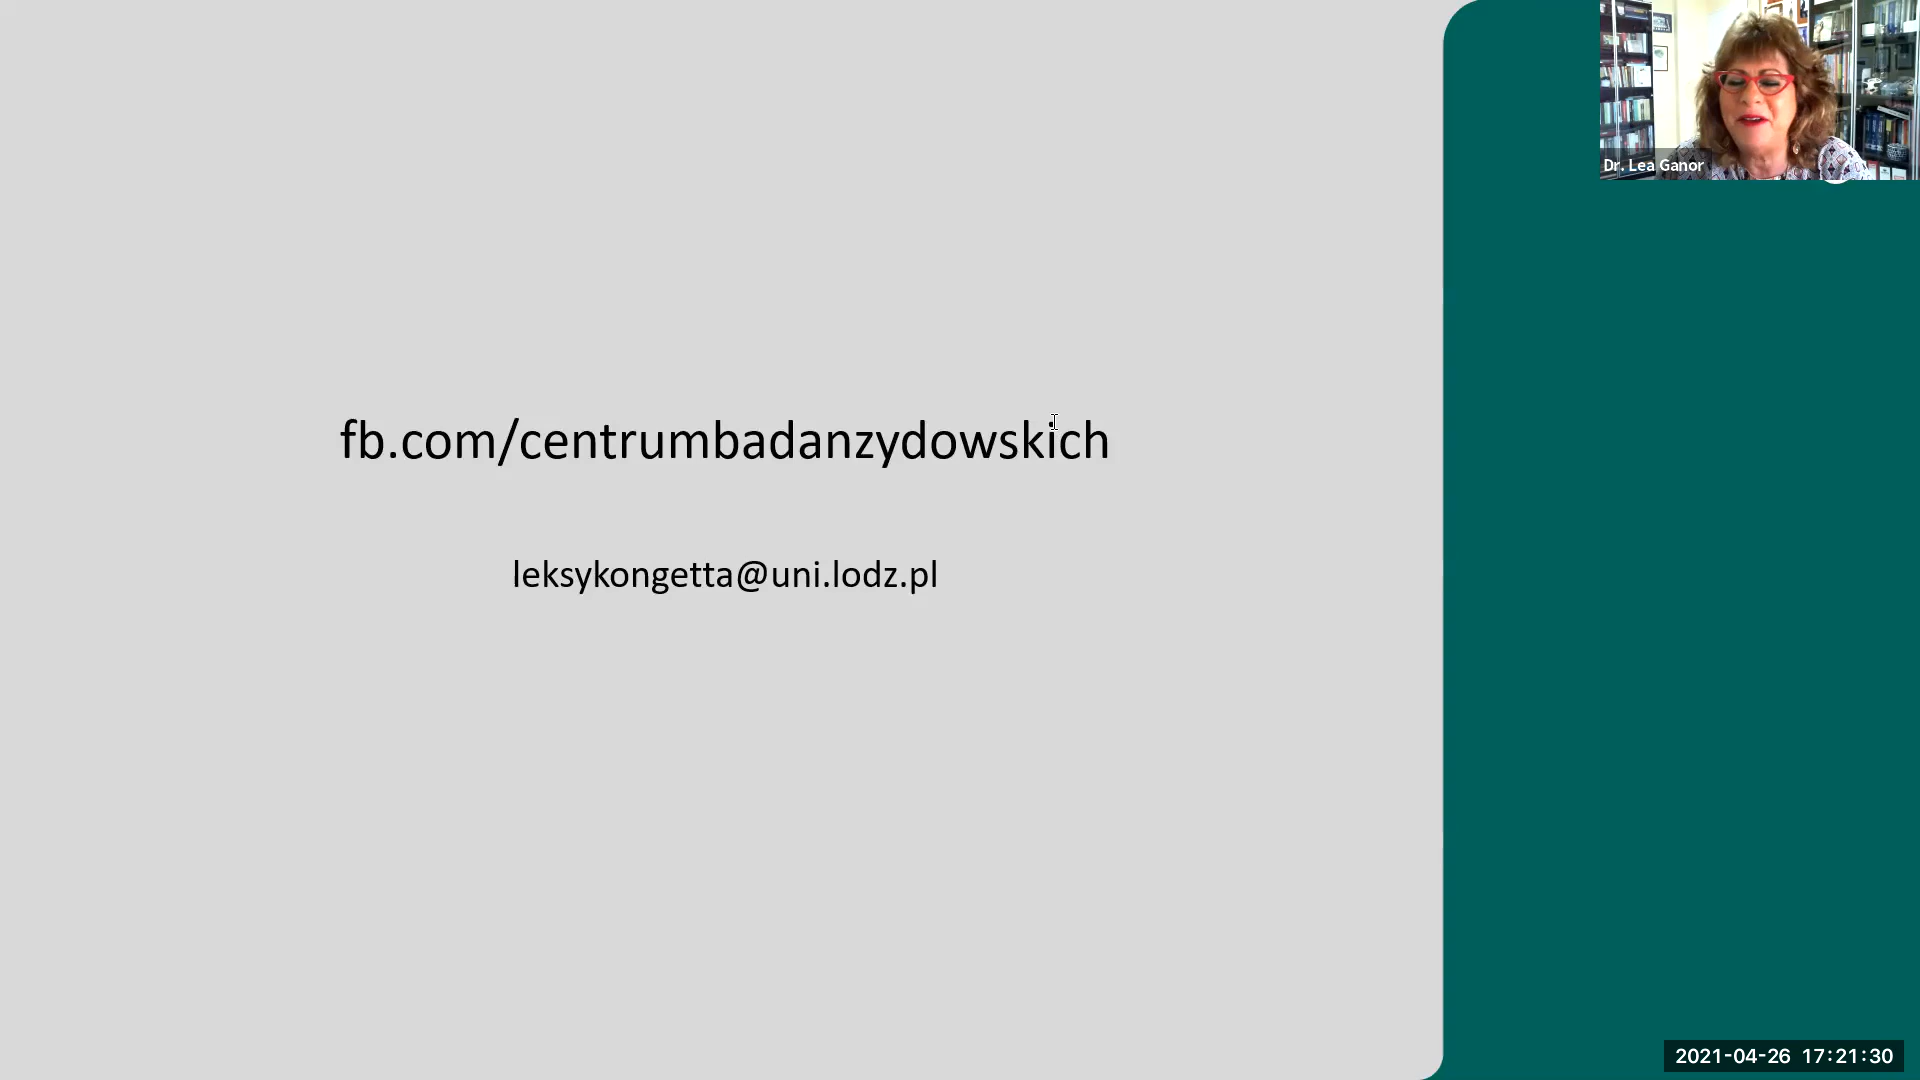 Dr. Lea Ganor
fb.com/centrumbadanzydowskich
leksykongetta@uni.lodz.pl
2021-04-26 17:21:30